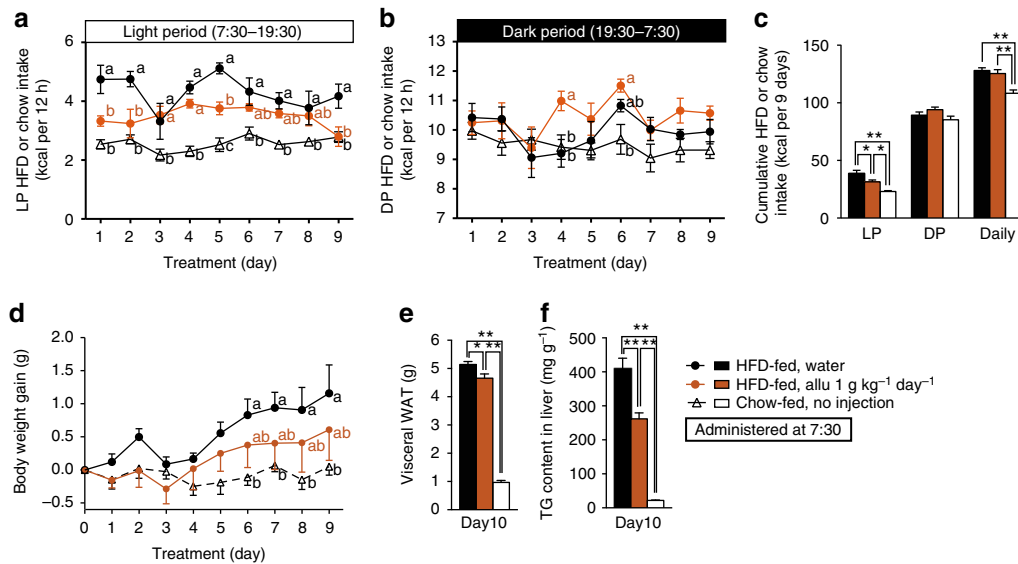 a
Light period (7:30–19:30)
LP HFD or chow intake
(kcal per 12 h)
6
4
2
0
a
a
a
a
a
a
a
a
b
b
a
a
b
ab
ab
ab
b
b
b
b
b
c
b
b
b
b
1 2 3 4 5 6 7 8 9
Treatment (day)
b
Dark period (19:30–7:30)
DP HFD or chow intake
(kcal per 12 h)
13
12
11
10
9
8
7
a
a
ab
b
b
1 2 3 4 5 6 7 8 9
Treatment (day)
c
Cumulative HFD or chow
intake (kcal per 9 days)
150
100
50
0
**
* *
**
**
LP DP Daily
d
Body weight gain (g)
2.0
1.5
1.0
0.5
0.0
–0.5
a
a
a
a
ab
ab
ab
ab
b
b
b
b
0 1 2 3 4 5 6 7 8 9
Treatment (day)
e
Visceral WAT (g)
6
5
4
3
2
1
0
**
* **
Day10
f
TG content in liver (mg g⁻¹)
500
400
300
200
100
0
**
** **
Day10
HFD-fed, water
HFD-fed, allu 1 g kg⁻¹ day⁻¹
Chow-fed, no injection
Administered at 7:30